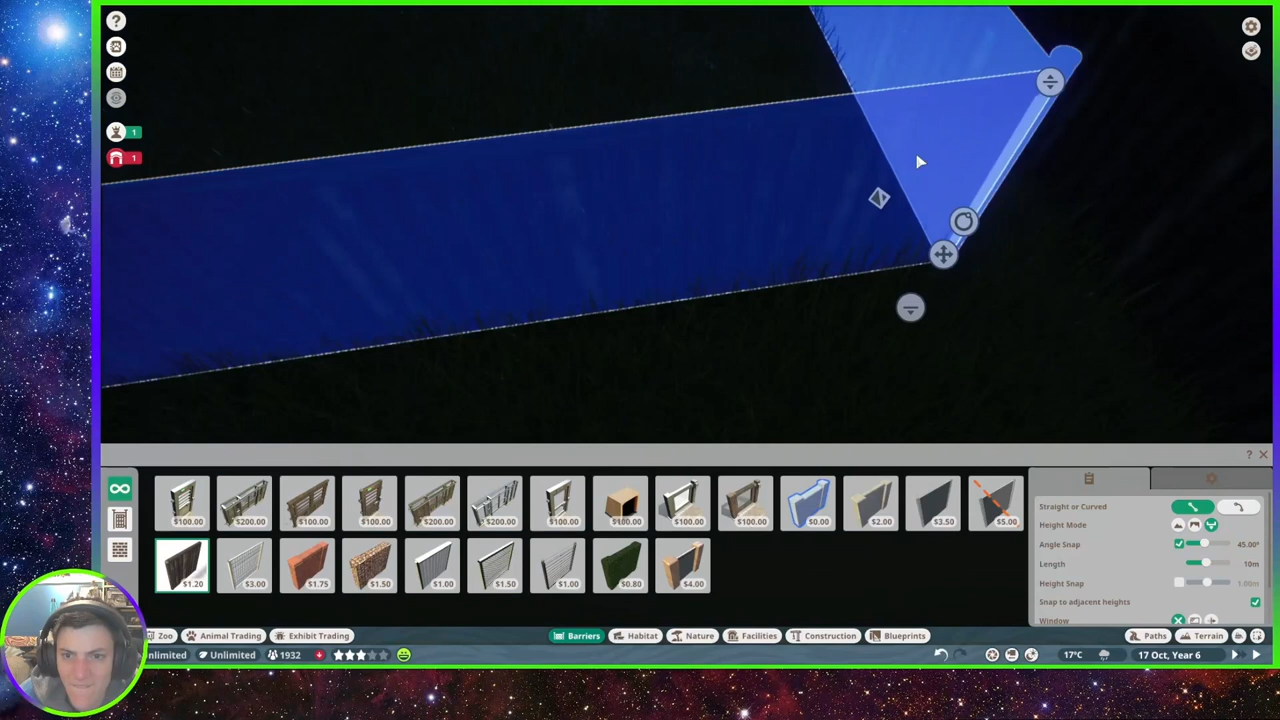 ?
1
1
? ×
$100.00 $200.00 $100.00 $100.00 $200.00 $200.00 $100.00 $100.00 $100.00 $100.00 $0.00 $2.00 $3.50 $5.00
$1.20 $3.00 $1.75 $1.50 $1.00 $1.50 $1.00 $0.80 $4.00
Straight or Curved
Height Mode
Angle Snap 45.00°
Length 10m
Height Snap 1.00m
Snap to adjacent heights
Window
Zoo Animal Trading Exhibit Trading Barriers Habitat Nature Facilities Construction Blueprints Paths Terrain
nlimited Unlimited 1932 17°C 17 Oct, Year 6